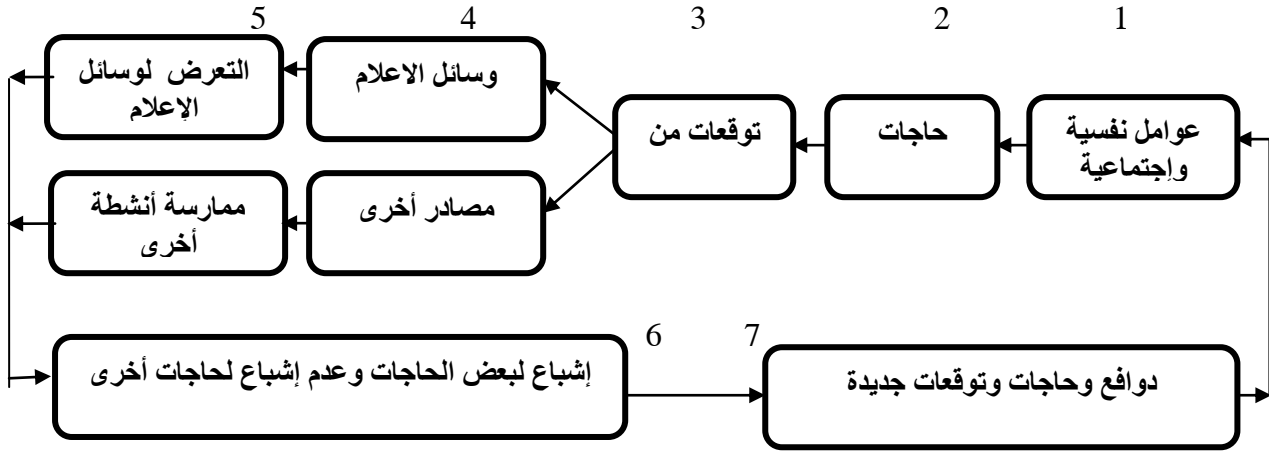 1
2
3
4
5
عوامل نفسية
وإجتماعية
حاجات
توقعات من
وسائل الاعلام
التعرض لوسائل
الإعلام
مصادر أخرى
ممارسة أنشطة
أخرى
6
إشباع لبعض الحاجات وعدم إشباع لحاجات أخرى
7
دوافع وحاجات وتوقعات جديدة